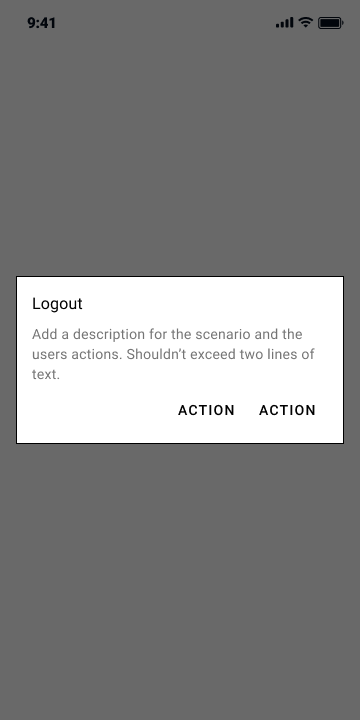 9:41
Logout
Add a description for the scenario and the
users actions. Shouldn’t exceed two lines of
text.
ACTION ACTION